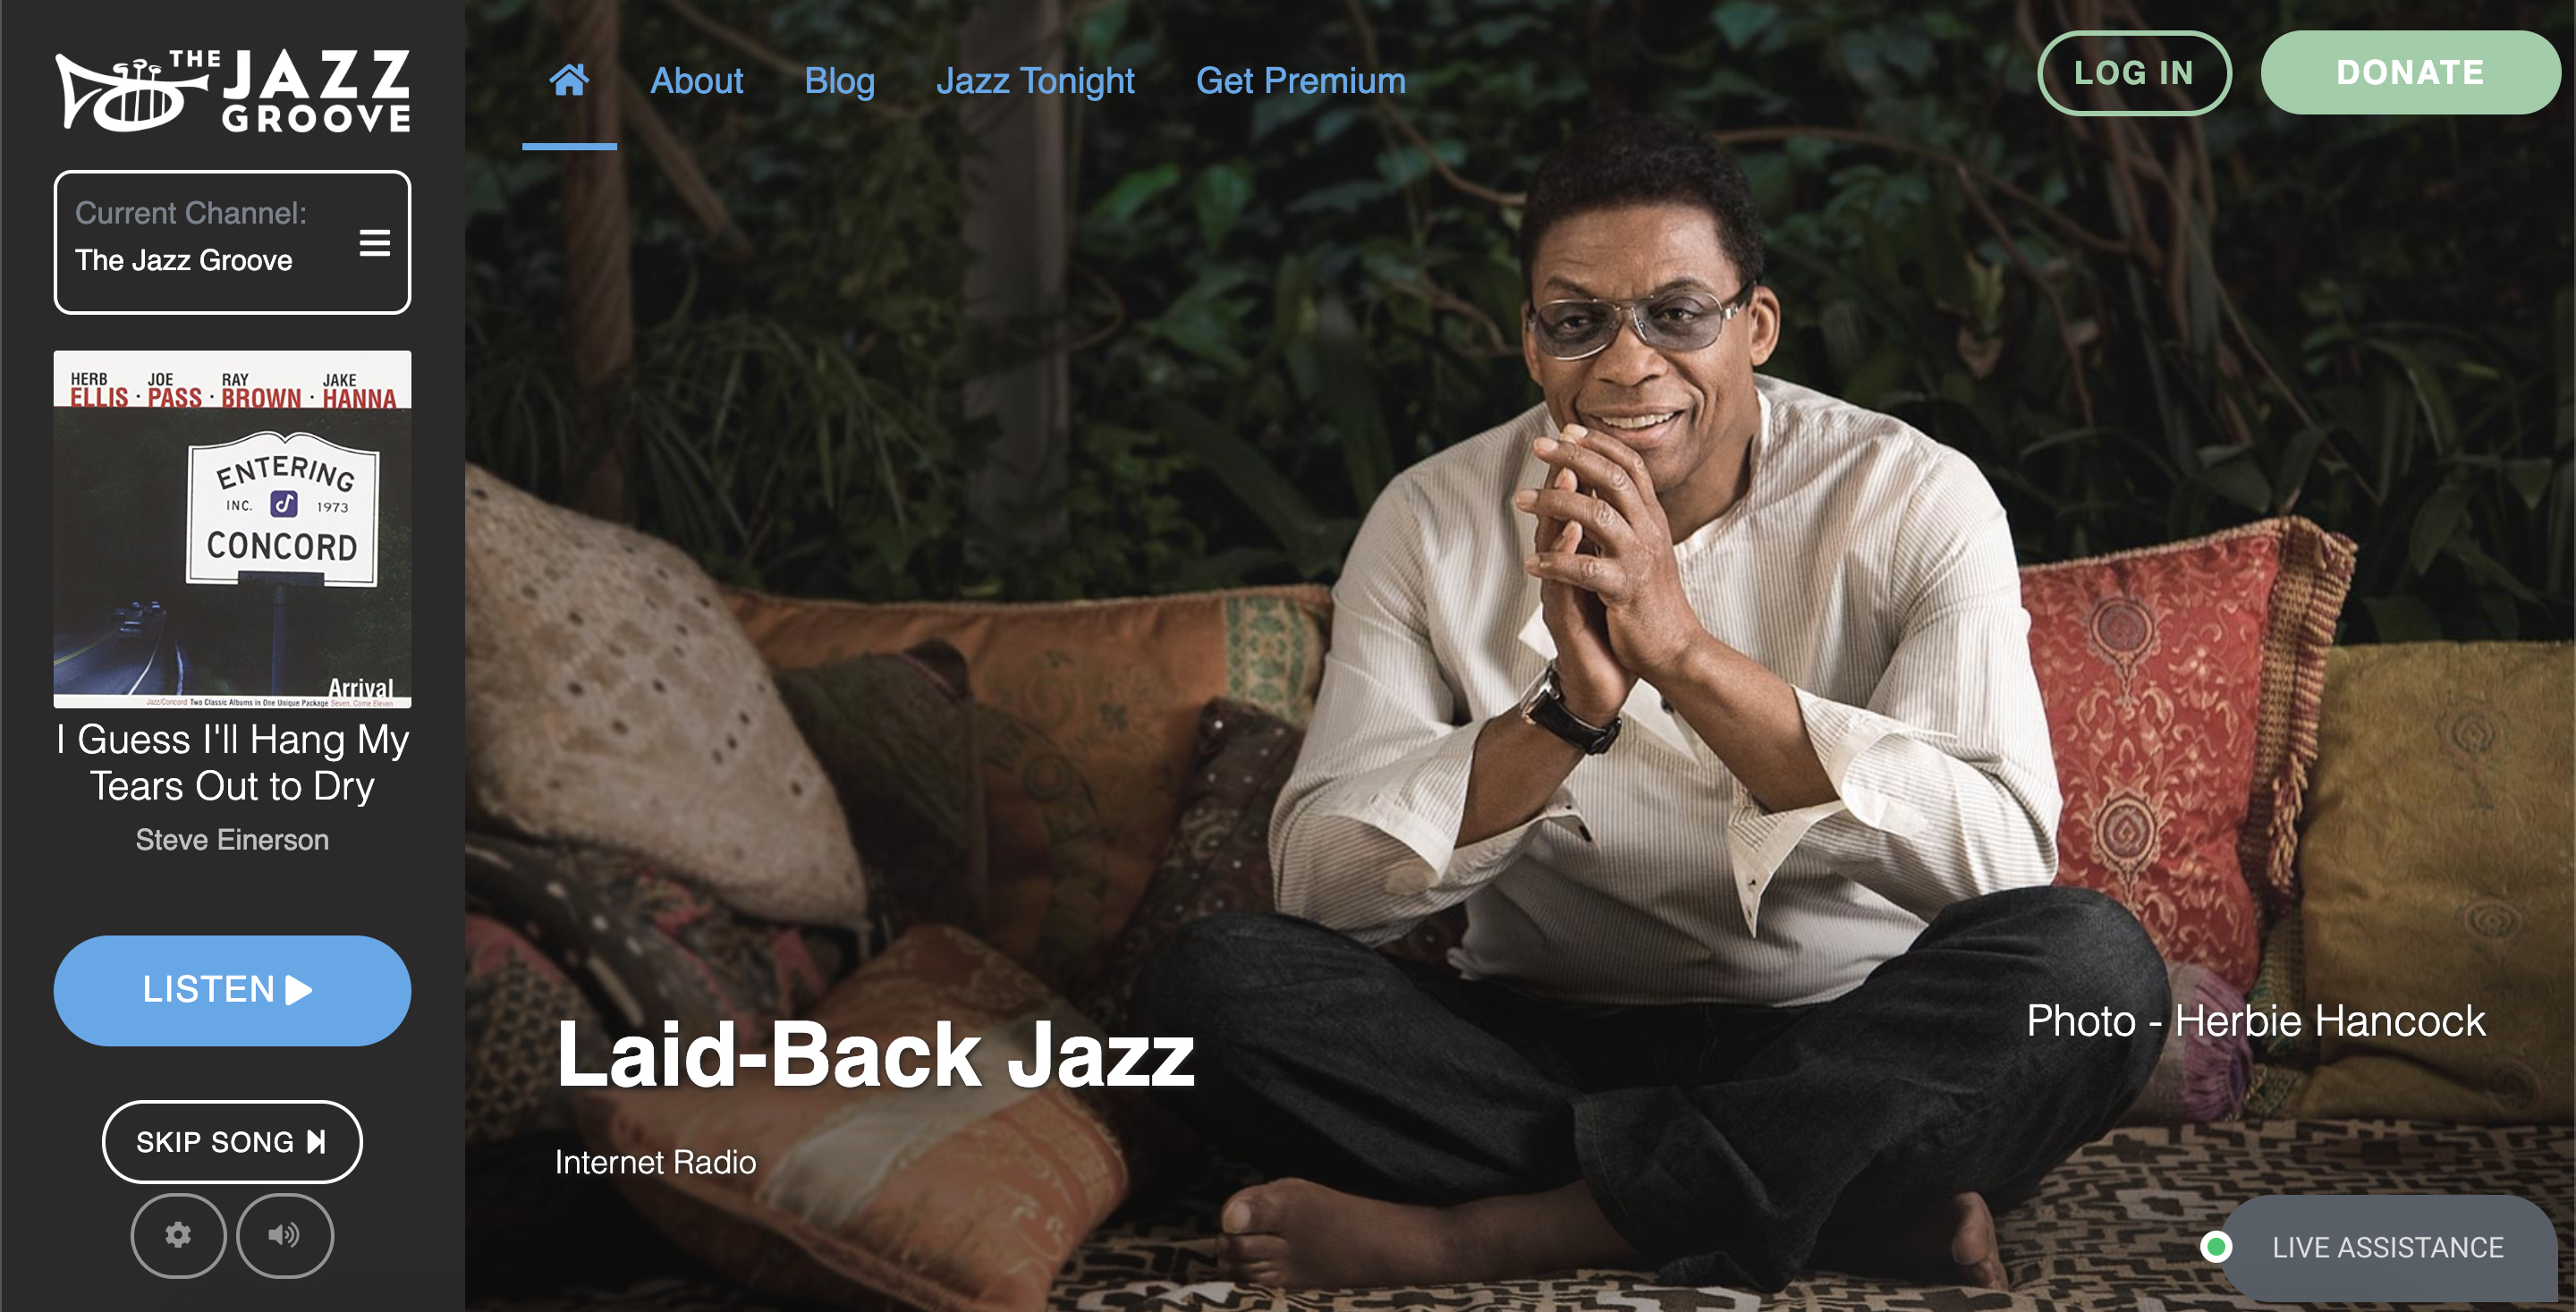 THE JAZZ
GROOVE
Current Channel:
The Jazz Groove
HERB JOE RAY JAKE
ELLIS · PASS · BROWN · HANNA
ENTERING
INC. 1973
CONCORD
Arrival
Jazz/Concord Two Classic Albums in One Unique Package Seven, Come Eleven
I Guess I'll Hang My
Tears Out to Dry
Steve Einerson
LISTEN
SKIP SONG
About Blog Jazz Tonight Get Premium
LOG IN DONATE
Photo - Herbie Hancock
Laid-Back Jazz
Internet Radio
LIVE ASSISTANCE